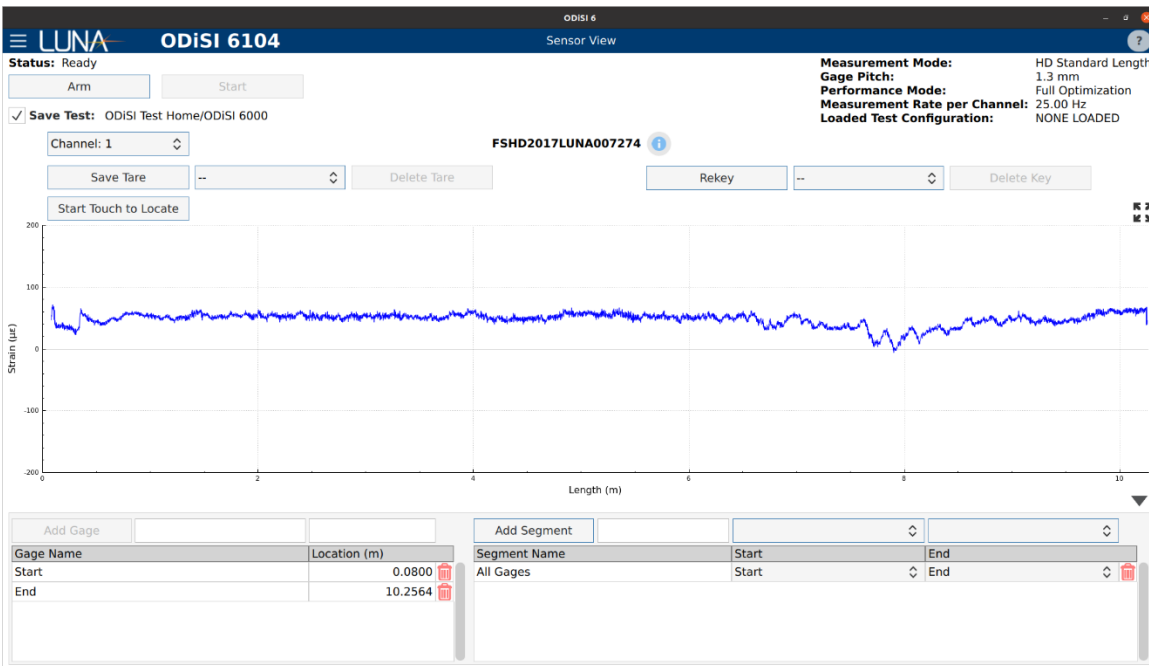 ODiSI 6
LUNA ODiSI 6104 Sensor View ?
Status: Ready
Arm Start
Save Test: ODiSI Test Home/ODiSI 6000
Measurement Mode: HD Standard Length
Gage Pitch: 1.3 mm
Performance Mode: Full Optimization
Measurement Rate per Channel: 25.00 Hz
Loaded Test Configuration: NONE LOADED
Channel: 1 FSHD2017LUNA007274 i
Save Tare -- Delete Tare Rekey -- Delete Key
Start Touch to Locate
200
100
0
-100
-200
Strain (µε)
0 2 4 6 8 10
Length (m)
Add Gage Add Segment
Gage Name Location (m) Segment Name Start End
Start 0.0800 All Gages Start End
End 10.2564